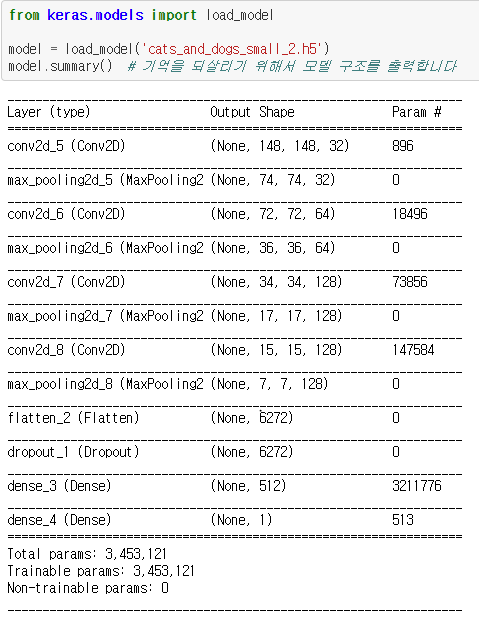 from keras.models import load_model
model = load_model('cats_and_dogs_small_2.h5')
model.summary()  # 기억을 되살리기 위해서 모델 구조를 출력합니다
Layer (type) Output Shape Param #
conv2d_5 (Conv2D) (None, 148, 148, 32) 896
max_pooling2d_5 (MaxPooling2 (None, 74, 74, 32) 0
conv2d_6 (Conv2D) (None, 72, 72, 64) 18496
max_pooling2d_6 (MaxPooling2 (None, 36, 36, 64) 0
conv2d_7 (Conv2D) (None, 34, 34, 128) 73856
max_pooling2d_7 (MaxPooling2 (None, 17, 17, 128) 0
conv2d_8 (Conv2D) (None, 15, 15, 128) 147584
max_pooling2d_8 (MaxPooling2 (None, 7, 7, 128) 0
flatten_2 (Flatten) (None, 6272) 0
dropout_1 (Dropout) (None, 6272) 0
dense_3 (Dense) (None, 512) 3211776
dense_4 (Dense) (None, 1) 513
Total params: 3,453,121
Trainable params: 3,453,121
Non-trainable params: 0